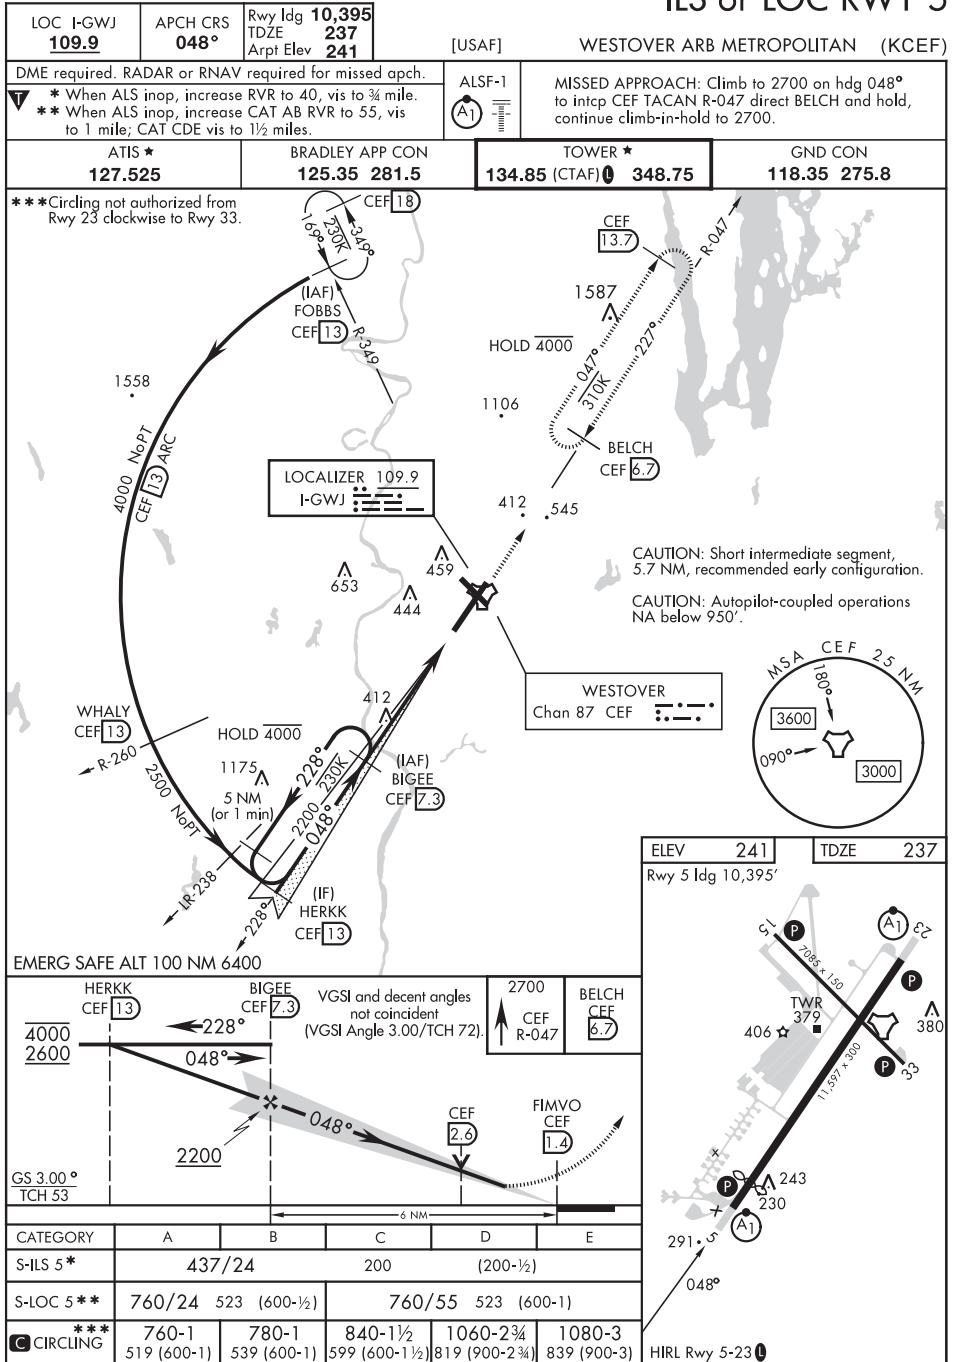 ILS or LOC RWY 5
LOC I-GWJ
109.9
APCH CRS
048°
Rwy ldg 10,395
TDZE 237
Arpt Elev 241
[USAF]
WESTOVER ARB METROPOLITAN (KCEF)
DME required. RADAR or RNAV required for missed apch.
T
* When ALS inop, increase RVR to 40, vis to ¾ mile.
** When ALS inop, increase CAT AB RVR to 55, vis
to 1 mile; CAT CDE vis to 1½ miles.
ALSF-1
A1
MISSED APPROACH: Climb to 2700 on hdg 048°
to intcp CEF TACAN R-047 direct BELCH and hold,
continue climb-in-hold to 2700.
ATIS ★
127.525
BRADLEY APP CON
125.35 281.5
TOWER ★
134.85 (CTAF) L 348.75
GND CON
118.35 275.8
***Circling not authorized from
Rwy 23 clockwise to Rwy 33.
CEF 18
169°
230K
349°
(IAF)
FOBBS
CEF 13
R-349
CEF
13.7
R-047
1587
HOLD 4000
047°
310K
227°
1558
1106
BELCH
CEF 6.7
4000 NoPT
CEF 13 ARC
LOCALIZER 109.9
I-GWJ
412
545
459
653
444
CAUTION: Short intermediate segment,
5.7 NM, recommended early configuration.
CAUTION: Autopilot-coupled operations
NA below 950'.
WESTOVER
Chan 87 CEF
MSA CEF 25 NM
180°
3600
090°
3000
WHALY
CEF 13
R-260
2500 NoPT
HOLD 4000
412
1175
5 NM
(or 1 min)
228°
230K
2200
048°
(IAF)
BIGEE
CEF 7.3
LR-238
228°
(IF)
HERKK
CEF 13
EMERG SAFE ALT 100 NM 6400
ELEV 241
TDZE 237
Rwy 5 ldg 10,395'
15
P
A1
23
7085 x 150
P
TWR
379
406
380
P
33
11,597 x 300
P
243
230
A1
5
291
048°
HIRL Rwy 5-23 L
HERKK
CEF 13
BIGEE
CEF 7.3
VGSI and decent angles
not coincident
(VGSI Angle 3.00/TCH 72).
2700
CEF
R-047
BELCH
CEF
6.7
4000
2600
228°
048°
048°
2200
CEF
2.6
FIMVO
CEF
1.4
GS 3.00°
TCH 53
6 NM
CATEGORY A B C D E
S-ILS 5* 437/24 200 (200-½)
S-LOC 5** 760/24 523 (600-½) 760/55 523 (600-1)
***
C CIRCLING 760-1 780-1 840-1½ 1060-2¾ 1080-3
519 (600-1) 539 (600-1) 599 (600-1½) 819 (900-2¾) 839 (900-3)